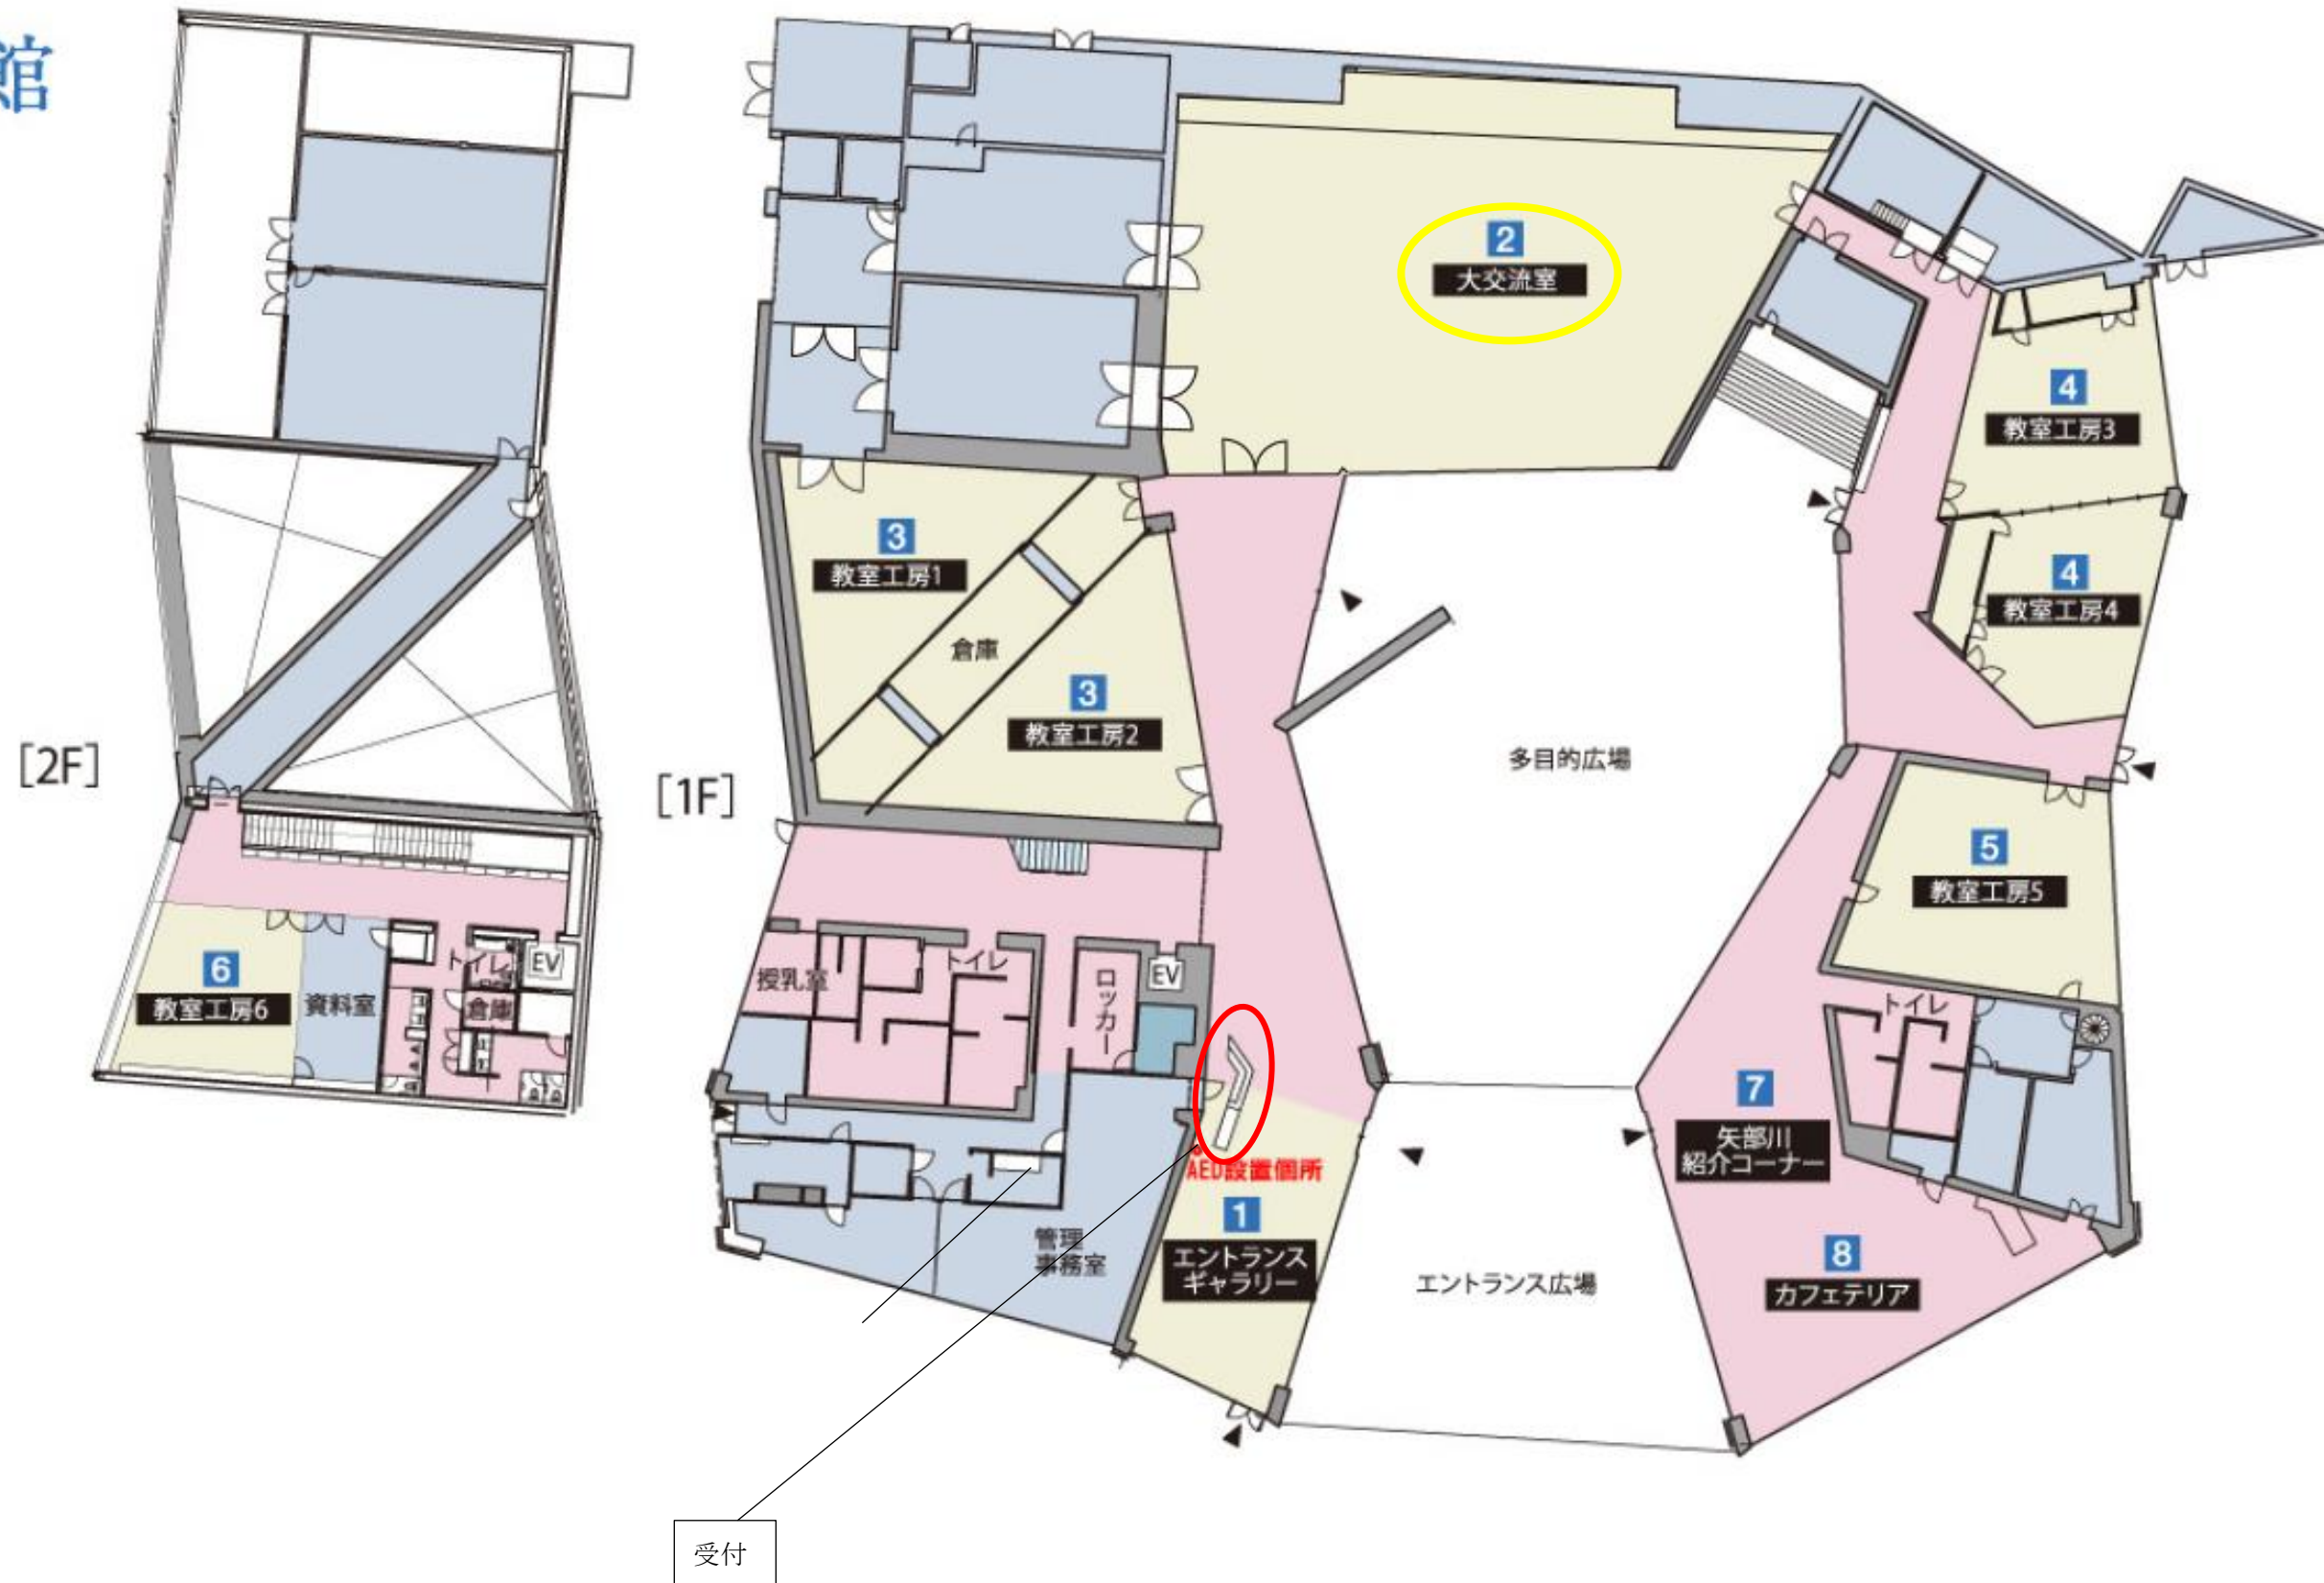 館
[2F]
6
教室工房6
資料室
トイレ
倉庫
EV
[1F]
2
大交流室
3
教室工房1
倉庫
3
教室工房2
4
教室工房3
4
教室工房4
多目的広場
5
教室工房5
授乳室
トイレ
ロッカー
EV
トイレ
AED設置個所
1
エントランス
ギャラリー
管理
事務室
エントランス広場
7
矢部川
紹介コーナー
8
カフェテリア
受付